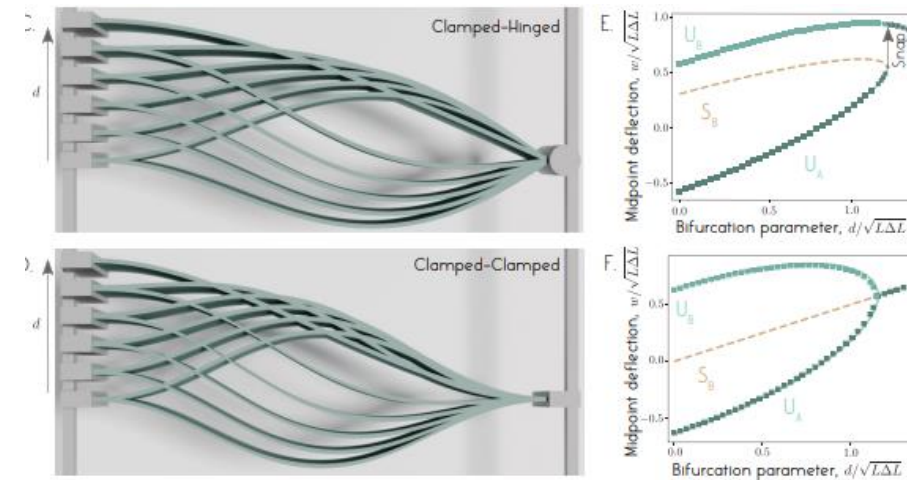 d
Clamped-Hinged
E.
Midpoint deflection, w/√LΔL
1.0
0.5
0.0
−0.5
U_B
S_B
U_A
Snap
0.0
0.5
1.0
Bifurcation parameter, d/√LΔL
d
Clamped-Clamped
F.
Midpoint deflection, w/√LΔL
0.5
0.0
−0.5
U_B
S_B
U_A
0.0
0.5
1.0
Bifurcation parameter, d/√LΔL